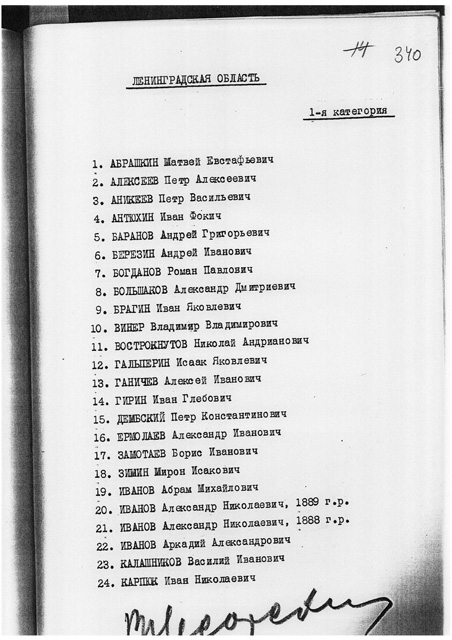 14 340
ЛЕНИНГРАДСКАЯ ОБЛАСТЬ
1-я категория
1. АБРАШКИН Матвей Евстафьевич
2. АЛЕКСЕЕВ Петр Алексеевич
3. АНИКЕЕВ Петр Васильевич
4. АНТЮХИН Иван Фокич
5. БАРАНОВ Андрей Григорьевич
6. БЕРЕЗИН Андрей Иванович
7. БОГДАНОВ Роман Павлович
8. БОЛЬШАКОВ Александр Дмитриевич
9. БРАГИН Иван Яковлевич
10. ВИНЕР Владимир Владимирович
11. ВОСТРОКНУТОВ Николай Андрианович
12. ГАЛЬПЕРИН Исаак Яковлевич
13. ГАНИЧЕВ Алексей Иванович
14. ГИРИН Иван Глебович
15. ДЕМБСКИЙ Петр Константинович
16. ЕРМОЛАЕВ Александр Иванович
17. ЗАМОТАЕВ Борис Иванович
18. ЗИМИН Мирон Исакович
19. ИВАНОВ Абрам Михайлович
20. ИВАНОВ Александр Николаевич, 1889 г.р.
21. ИВАНОВ Александр Николаевич, 1888 г.р.
22. ИВАНОВ Аркадий Александрович
23. КАЛАШНИКОВ Василий Иванович
24. КАРПЮК Иван Николаевич